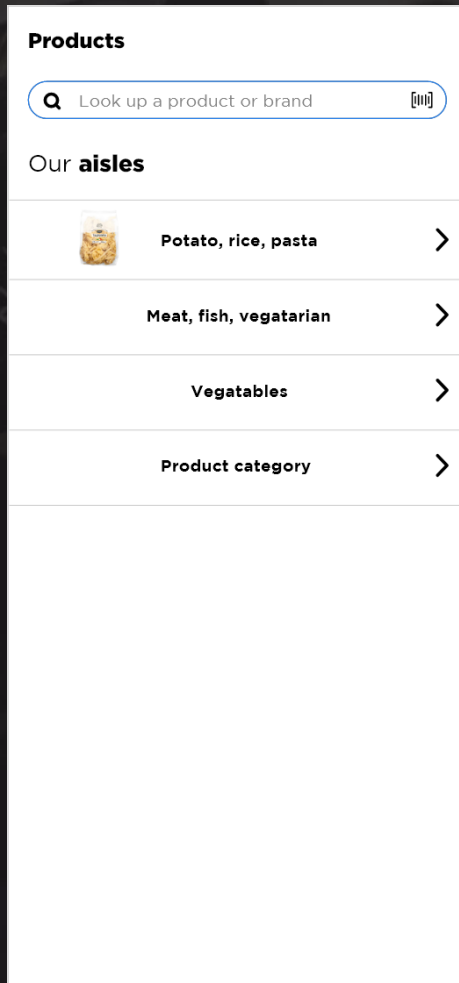 Products
Look up a product or brand
Our aisles
Potato, rice, pasta
Meat, fish, vegatarian
Vegatables
Product category